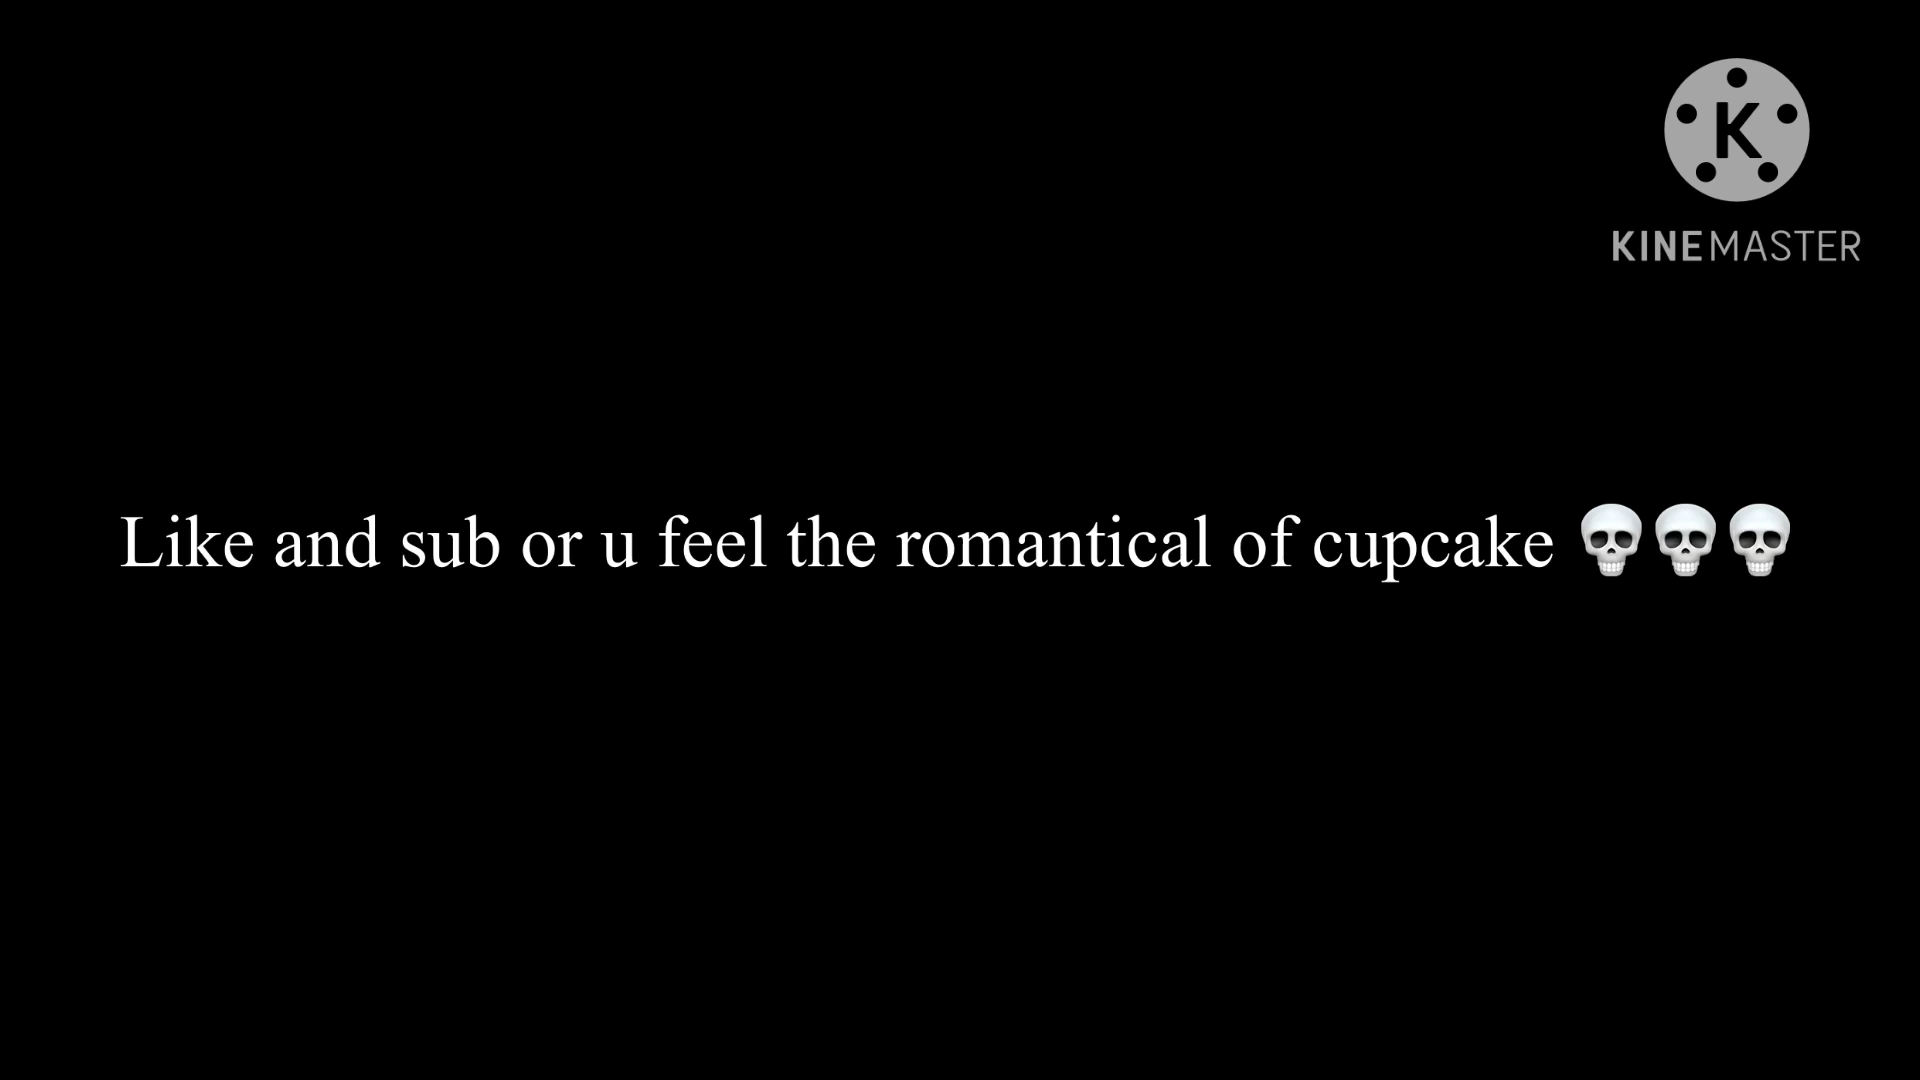 K
KINEMASTER
Like and sub or u feel the romantical of cupcake 💀💀💀